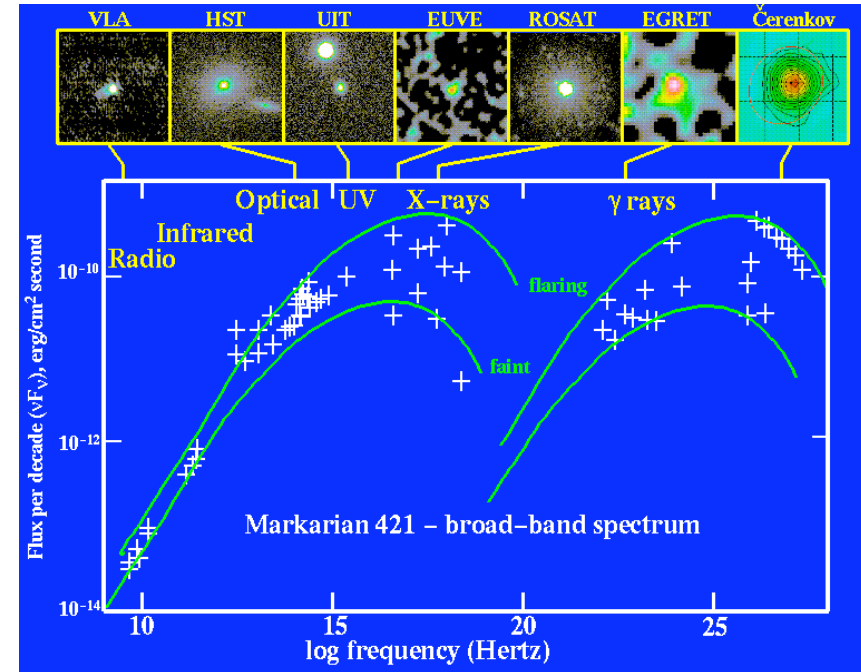 VLA HST UIT EUVE ROSAT EGRET Čerenkov
Optical UV X–rays γ rays
Infrared
Radio
flaring
faint
Markarian 421 – broad–band spectrum
Flux per decade (νFν), erg/cm² second
10⁻¹⁰
10⁻¹²
10⁻¹⁴
10 15 20 25
log frequency (Hertz)